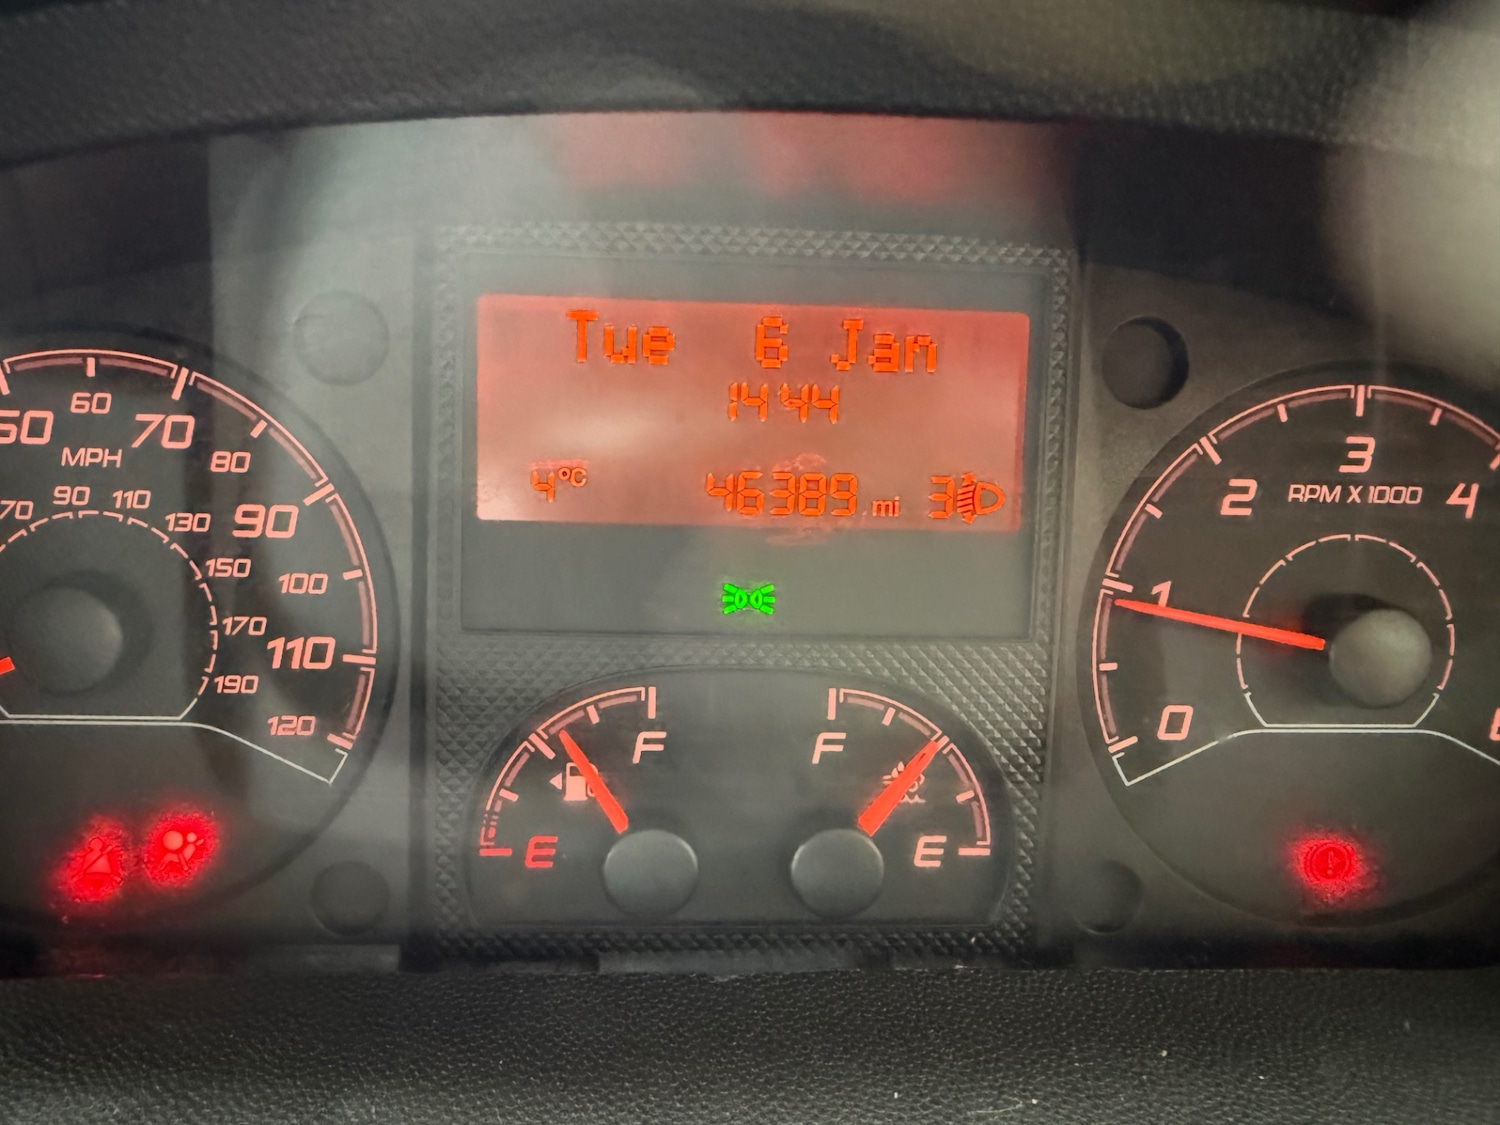 Tue 6 Jan
14 44
4°C 46389 mi 3
50 60 70 80 90 100 110 120
MPH
70 90 110 130 150 170 190
F
E
F
E
0 1 2 3 4
RPM X 1000